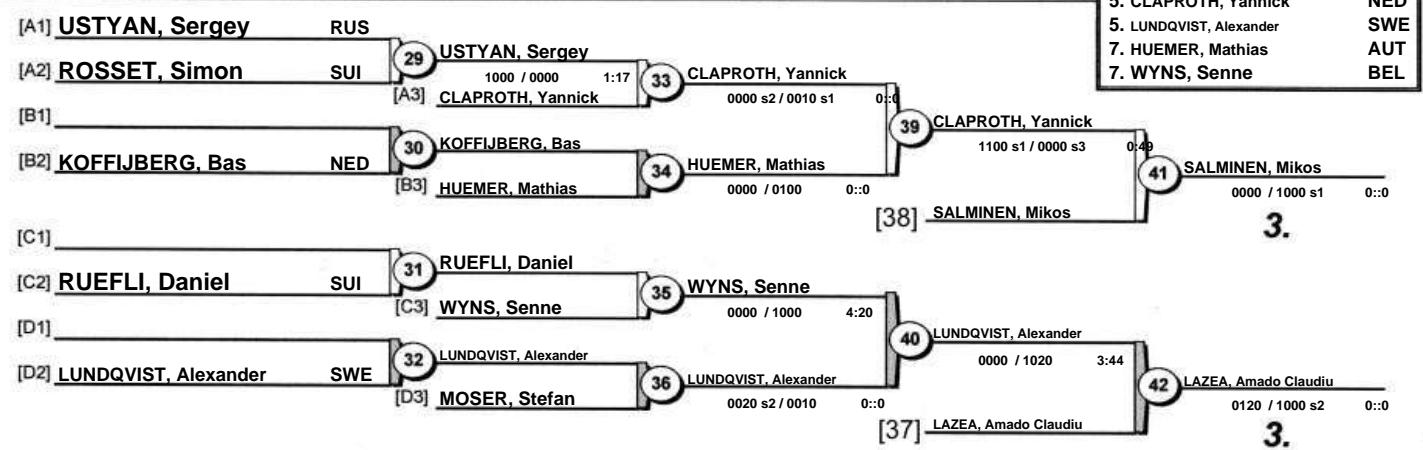 5. CLAPROTH, Yannick NED
5. LUNDQVIST, Alexander SWE
7. HUEMER, Mathias AUT
7. WYNS, Senne BEL
[A1] USTYAN, Sergey RUS
29 USTYAN, Sergey
[A2] ROSSET, Simon SUI
1000 / 0000 1:17
[A3] CLAPROTH, Yannick
33 CLAPROTH, Yannick
0000 s2 / 0010 s1 0::0
[B1]
30 KOFFIJBERG, Bas
[B2] KOFFIJBERG, Bas NED
[B3] HUEMER, Mathias
34 HUEMER, Mathias
0000 / 0100 0::0
39 CLAPROTH, Yannick
1100 s1 / 0000 s3 0:49
[38] SALMINEN, Mikos
41 SALMINEN, Mikos
0000 / 1000 s1 0::0
3.
[C1]
31 RUEFLI, Daniel
[C2] RUEFLI, Daniel SUI
[C3] WYNS, Senne
35 WYNS, Senne
0000 / 1000 4:20
[D1]
32 LUNDQVIST, Alexander
[D2] LUNDQVIST, Alexander SWE
[D3] MOSER, Stefan
36 LUNDQVIST, Alexander
0020 s2 / 0010 0::0
40 LUNDQVIST, Alexander
0000 / 1020 3:44
[37] LAZEA, Amado Claudiu
42 LAZEA, Amado Claudiu
0120 / 1000 s2 0::0
3.